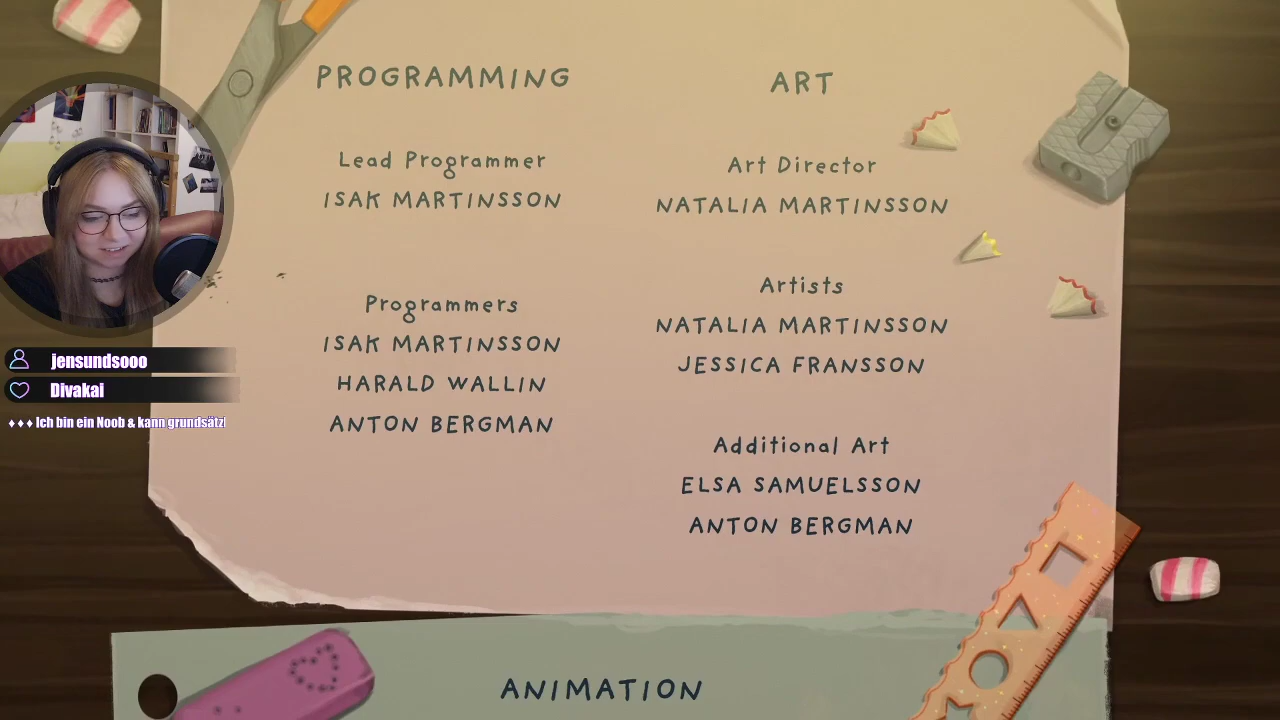 PROGRAMMING
Lead Programmer
ISAK MARTINSSON
Programmers
ISAK MARTINSSON
HARALD WALLIN
ANTON BERGMAN
ART
Art Director
NATALIA MARTINSSON
Artists
NATALIA MARTINSSON
JESSICA FRANSSON
Additional Art
ELSA SAMUELSSON
ANTON BERGMAN
ANIMATION
jensundsooo
Divakai
♦ ♦ ♦ Ich bin ein Noob & kann grundsätzl